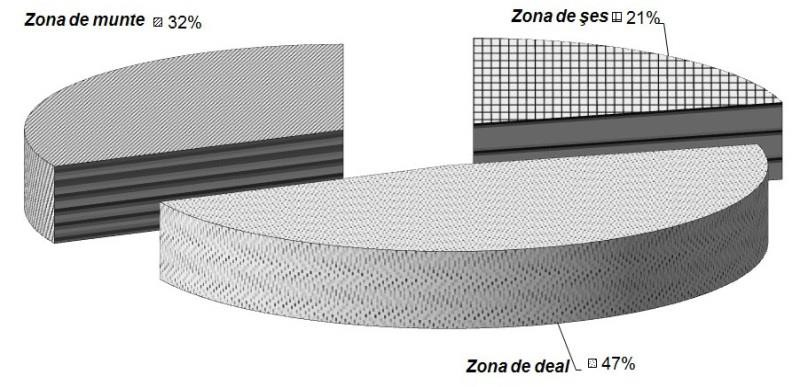 Zona de munte 32%
Zona de şes 21%
Zona de deal 47%